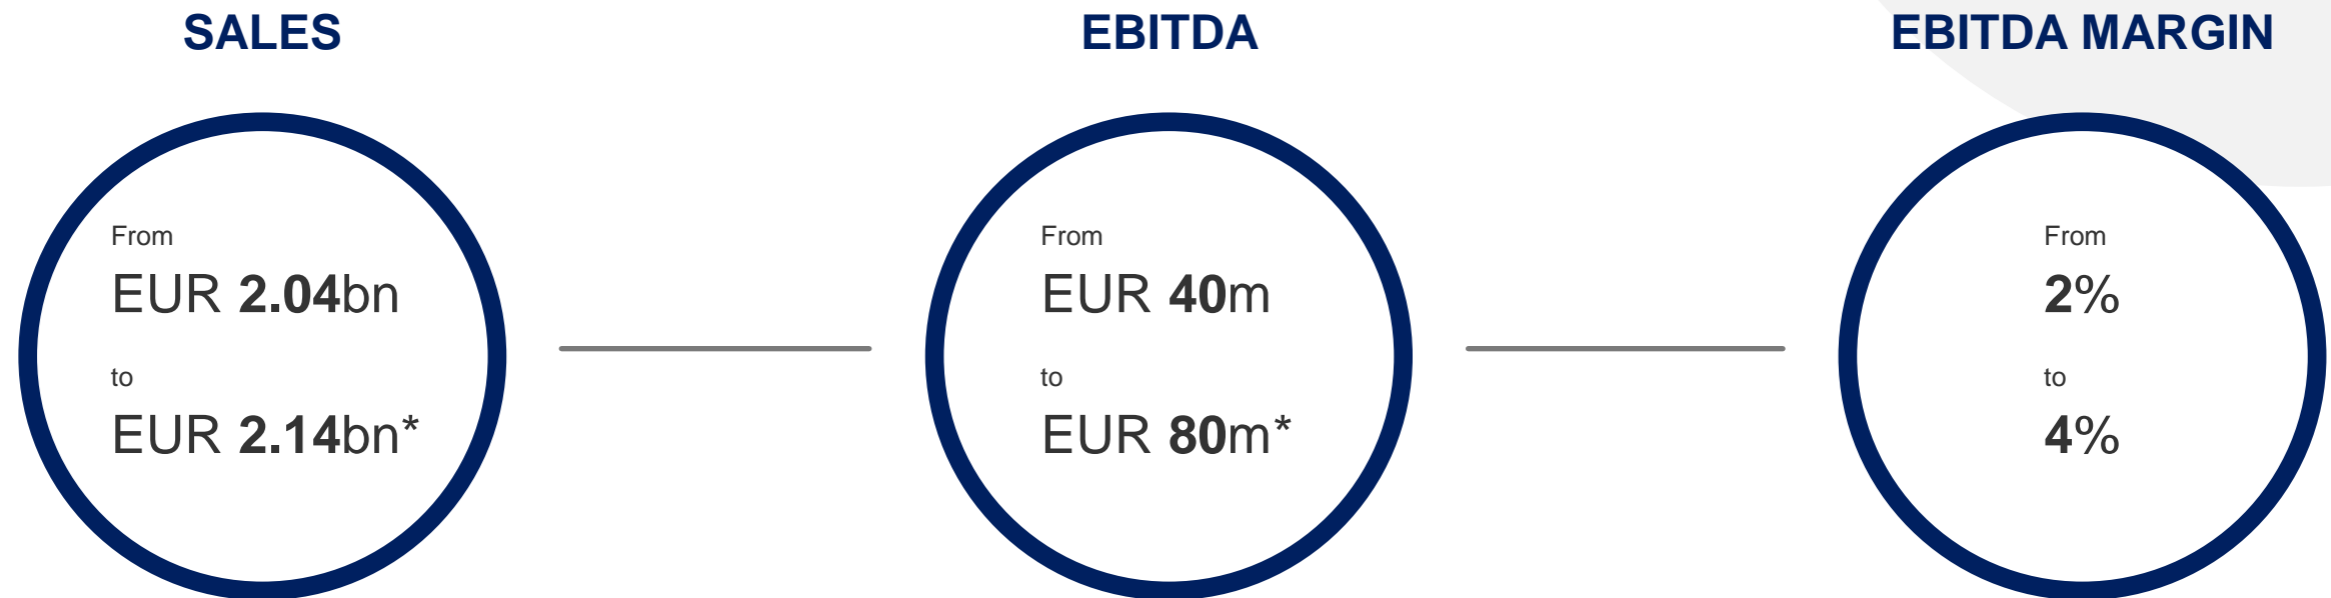 SALES
From
EUR 2.04bn
to
EUR 2.14bn*
EBITDA
From
EUR 40m
to
EUR 80m*
EBITDA MARGIN
From
2%
to
4%